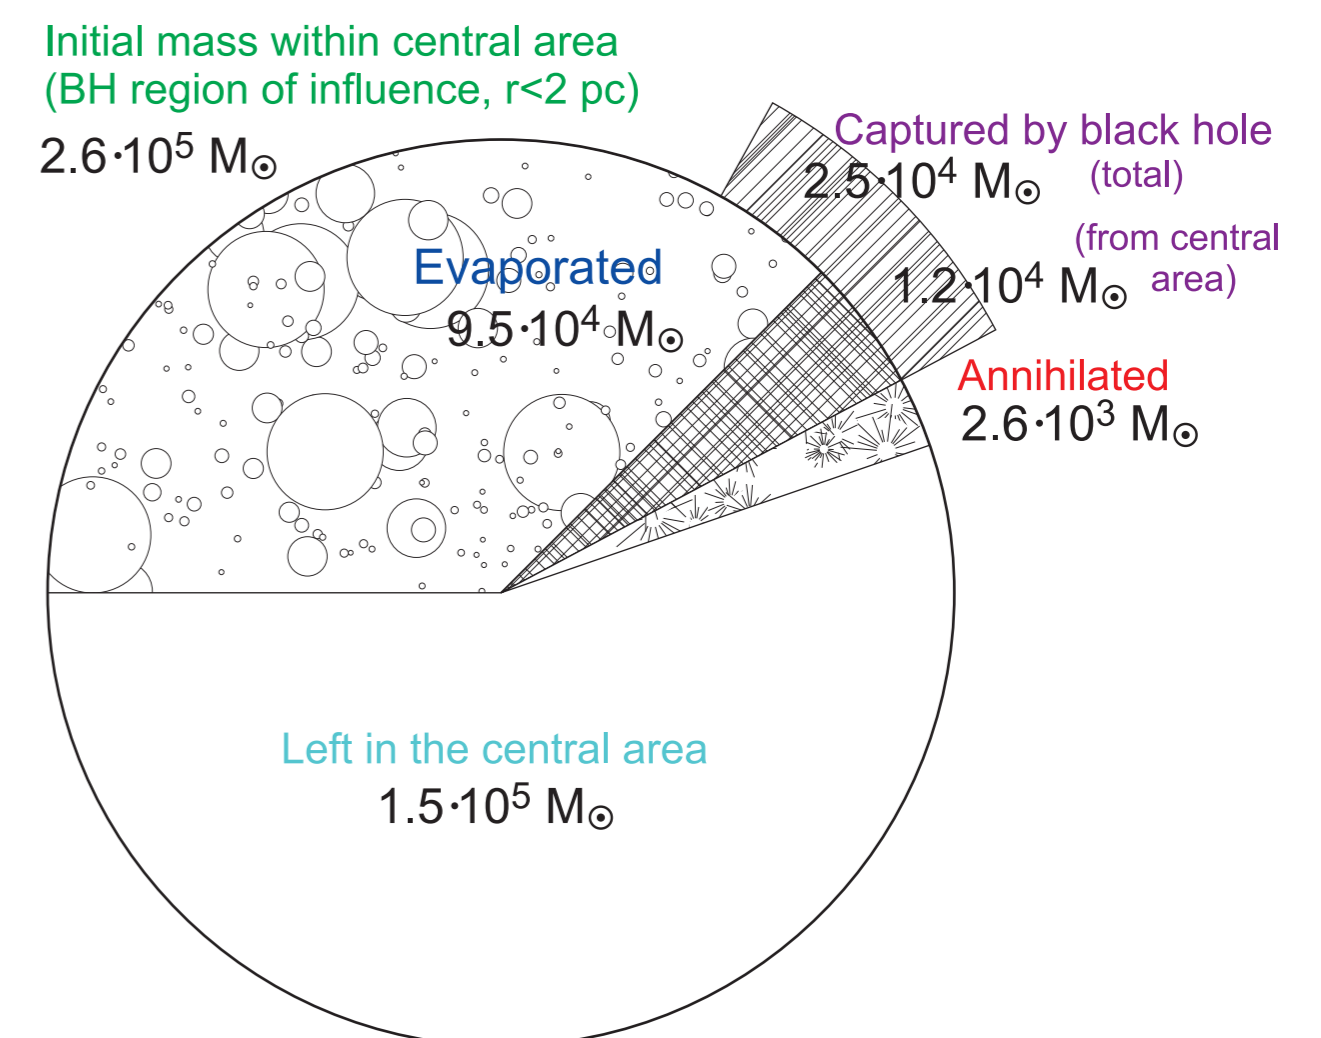 Initial mass within central area
(BH region of influence, r<2 pc)
2.6·10⁵ M☉
Captured by black hole
2.5·10⁴ M☉ (total)
(from central
1.2·10⁴ M☉ area)
Evaporated
9.5·10⁴ M☉
Annihilated
2.6·10³ M☉
Left in the central area
1.5·10⁵ M☉